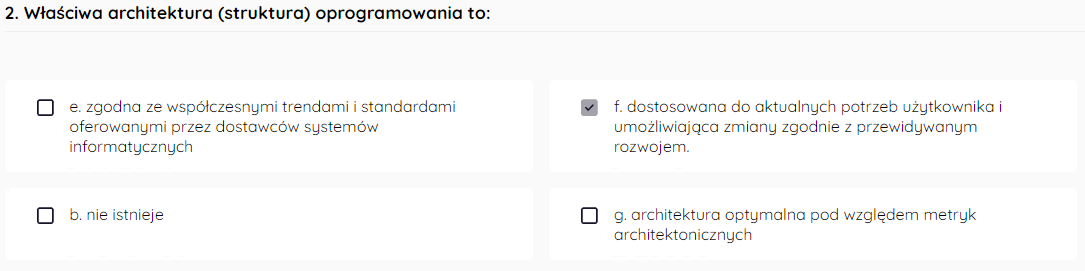 2. Właściwa architektura (struktura) oprogramowania to:
e. zgodna ze współczesnymi trendami i standardami
oferowanymi przez dostawców systemów
informatycznych
f. dostosowana do aktualnych potrzeb użytkownika i
umożliwiająca zmiany zgodnie z przewidywanym
rozwojem.
b. nie istnieje
g. architektura optymalna pod względem metryk
architektonicznych